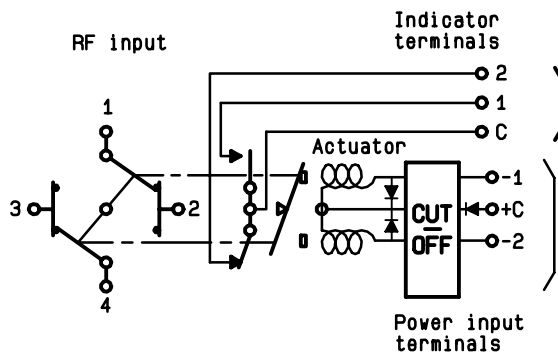 Indicator
terminals
RF input
2
1
C
Actuator
1
3
2
4
CUT
OFF
-1
+C
-2
Power input
terminals